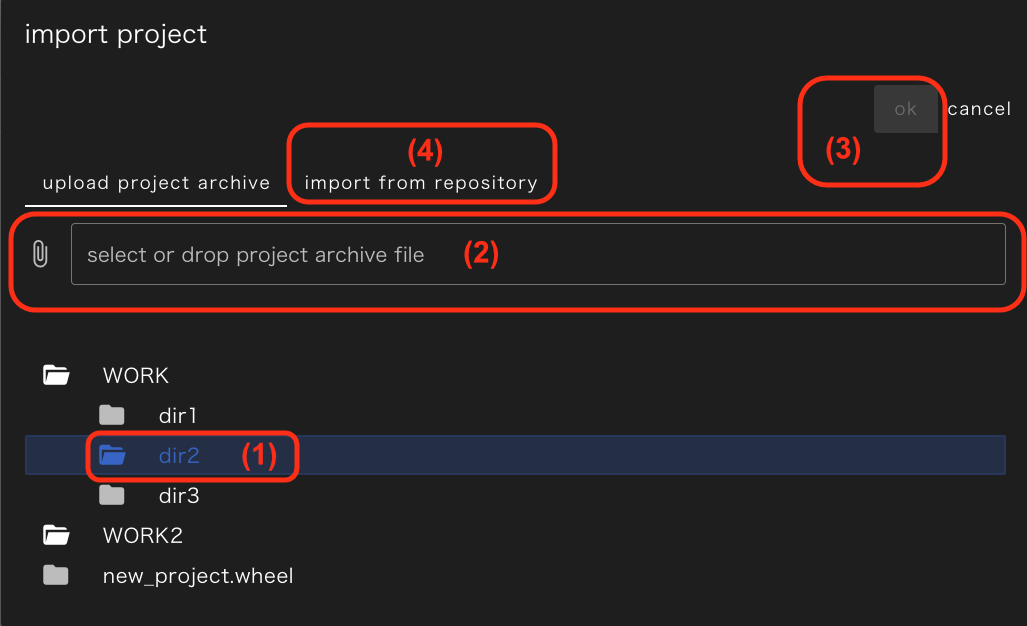 import project
ok cancel
(3)
(4)
upload project archive import from repository
select or drop project archive file (2)
WORK
dir1
dir2 (1)
dir3
WORK2
new_project.wheel